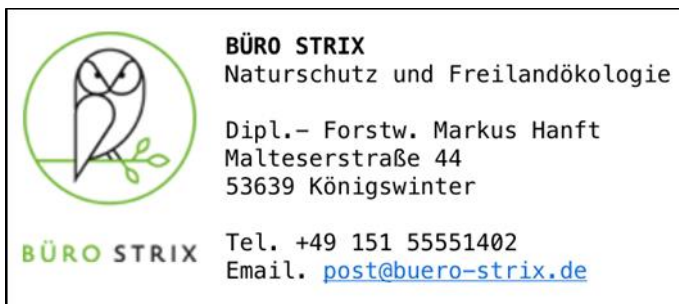 BÜRO STRIX
Naturschutz und Freilandökologie
Dipl.– Forstw. Markus Hanft
Malteserstraße 44
53639 Königswinter
Tel. +49 151 55551402
Email. post@buero-strix.de
BÜRO STRIX